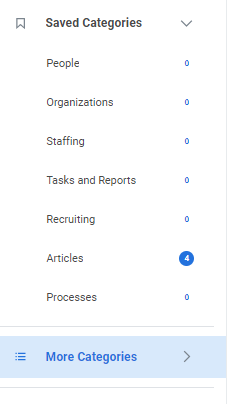 Saved Categories
People 0
Organizations 0
Staffing 0
Tasks and Reports 0
Recruiting 0
Articles 4
Processes 0
More Categories